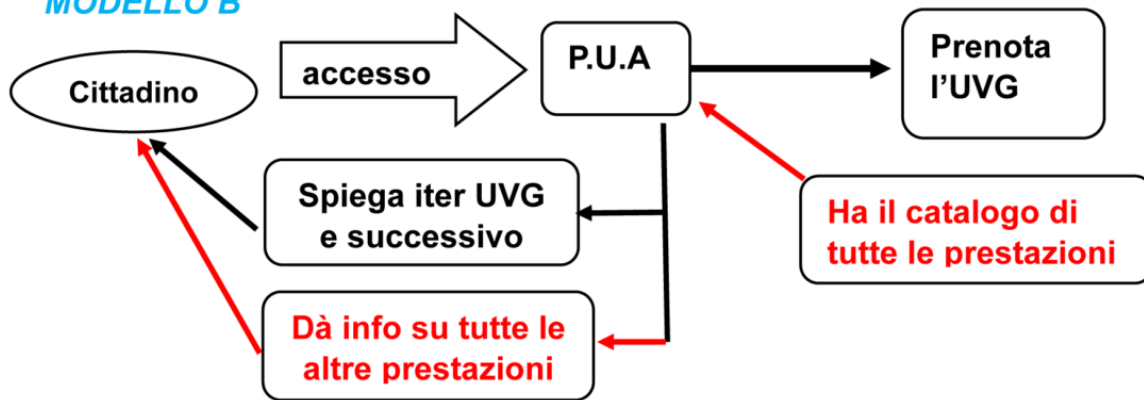 MODELLO B
Cittadino
accesso
P.U.A
Prenota
l’UVG
Spiega iter UVG
e successivo
Ha il catalogo di
tutte le prestazioni
Dà info su tutte le
altre prestazioni